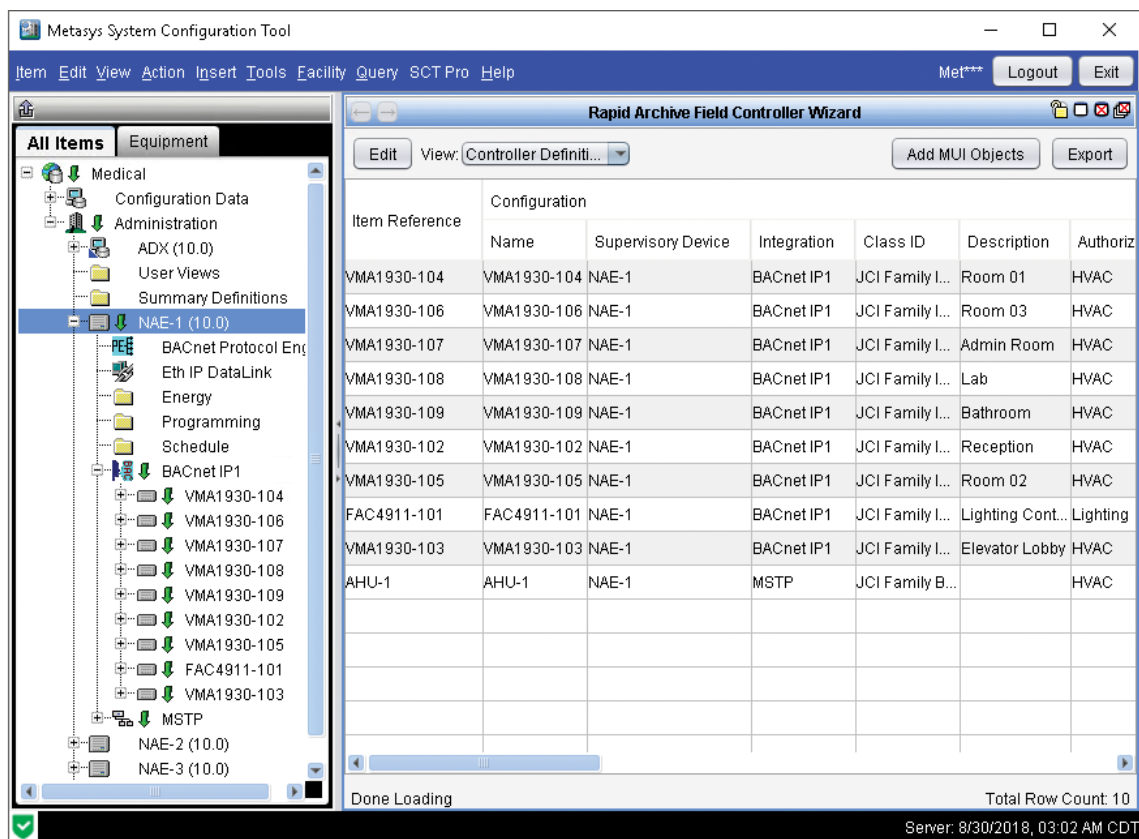 Metasys System Configuration Tool
Item Edit View Action Insert Tools Facility Query SCT Pro Help Met*** Logout Exit
Rapid Archive Field Controller Wizard
All Items Equipment
Edit View: Controller Definiti... Add MUI Objects Export
Medical
Configuration Data
Administration
ADX (10.0)
User Views
Summary Definitions
NAE-1 (10.0)
BACnet Protocol Eng
Eth IP DataLink
Energy
Programming
Schedule
BACnet IP1
VMA1930-104
VMA1930-106
VMA1930-107
VMA1930-108
VMA1930-109
VMA1930-102
VMA1930-105
FAC4911-101
VMA1930-103
MSTP
NAE-2 (10.0)
NAE-3 (10.0)
Item Reference Configuration
Name Supervisory Device Integration Class ID Description Authoriz
VMA1930-104 VMA1930-104 NAE-1 BACnet IP1 JCI Family I... Room 01 HVAC
VMA1930-106 VMA1930-106 NAE-1 BACnet IP1 JCI Family I... Room 03 HVAC
VMA1930-107 VMA1930-107 NAE-1 BACnet IP1 JCI Family I... Admin Room HVAC
VMA1930-108 VMA1930-108 NAE-1 BACnet IP1 JCI Family I... Lab HVAC
VMA1930-109 VMA1930-109 NAE-1 BACnet IP1 JCI Family I... Bathroom HVAC
VMA1930-102 VMA1930-102 NAE-1 BACnet IP1 JCI Family I... Reception HVAC
VMA1930-105 VMA1930-105 NAE-1 BACnet IP1 JCI Family I... Room 02 HVAC
FAC4911-101 FAC4911-101 NAE-1 BACnet IP1 JCI Family I... Lighting Cont... Lighting
VMA1930-103 VMA1930-103 NAE-1 BACnet IP1 JCI Family I... Elevator Lobby HVAC
AHU-1 AHU-1 NAE-1 MSTP JCI Family B... HVAC
Done Loading Total Row Count: 10
Server: 8/30/2018, 03:02 AM CDT